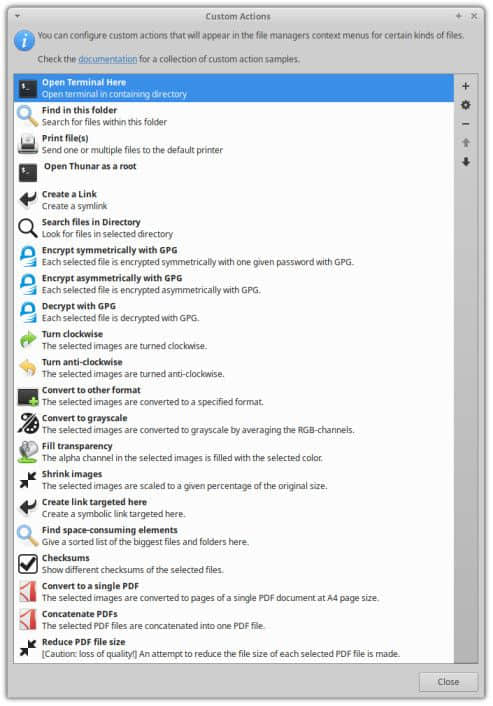 Custom Actions
You can configure custom actions that will appear in the file managers context menus for certain kinds of files.
Check the documentation for a collection of custom action samples.
Open Terminal Here
Open terminal in containing directory
Find in this folder
Search for files within this folder
Print file(s)
Send one or multiple files to the default printer
Open Thunar as a root
Create a Link
Create a symlink
Search files in Directory
Look for files in selected directory
Encrypt symmetrically with GPG
Each selected file is encrypted symmetrically with one given password with GPG.
Encrypt asymmetrically with GPG
Each selected file is encrypted asymmetrically with GPG.
Decrypt with GPG
Each selected file is decrypted with GPG.
Turn clockwise
The selected images are turned clockwise.
Turn anti-clockwise
The selected images are turned anti-clockwise.
Convert to other format
The selected images are converted to a specified format.
Convert to grayscale
The selected images are converted to grayscale by averaging the RGB-channels.
Fill transparency
The alpha channel in the selected images is filled with the selected color.
Shrink images
The selected images are scaled to a given percentage of the original size.
Create link targeted here
Create a symbolic link targeted here.
Find space-consuming elements
Give a sorted list of the biggest files and folders here.
Checksums
Show different checksums of the selected files.
Convert to a single PDF
The selected images are converted to pages of a single PDF document at A4 page size.
Concatenate PDFs
The selected PDF files are concatenated into one PDF file.
Reduce PDF file size
[Caution: loss of quality!] An attempt to reduce the file size of each selected PDF file is made.
Close